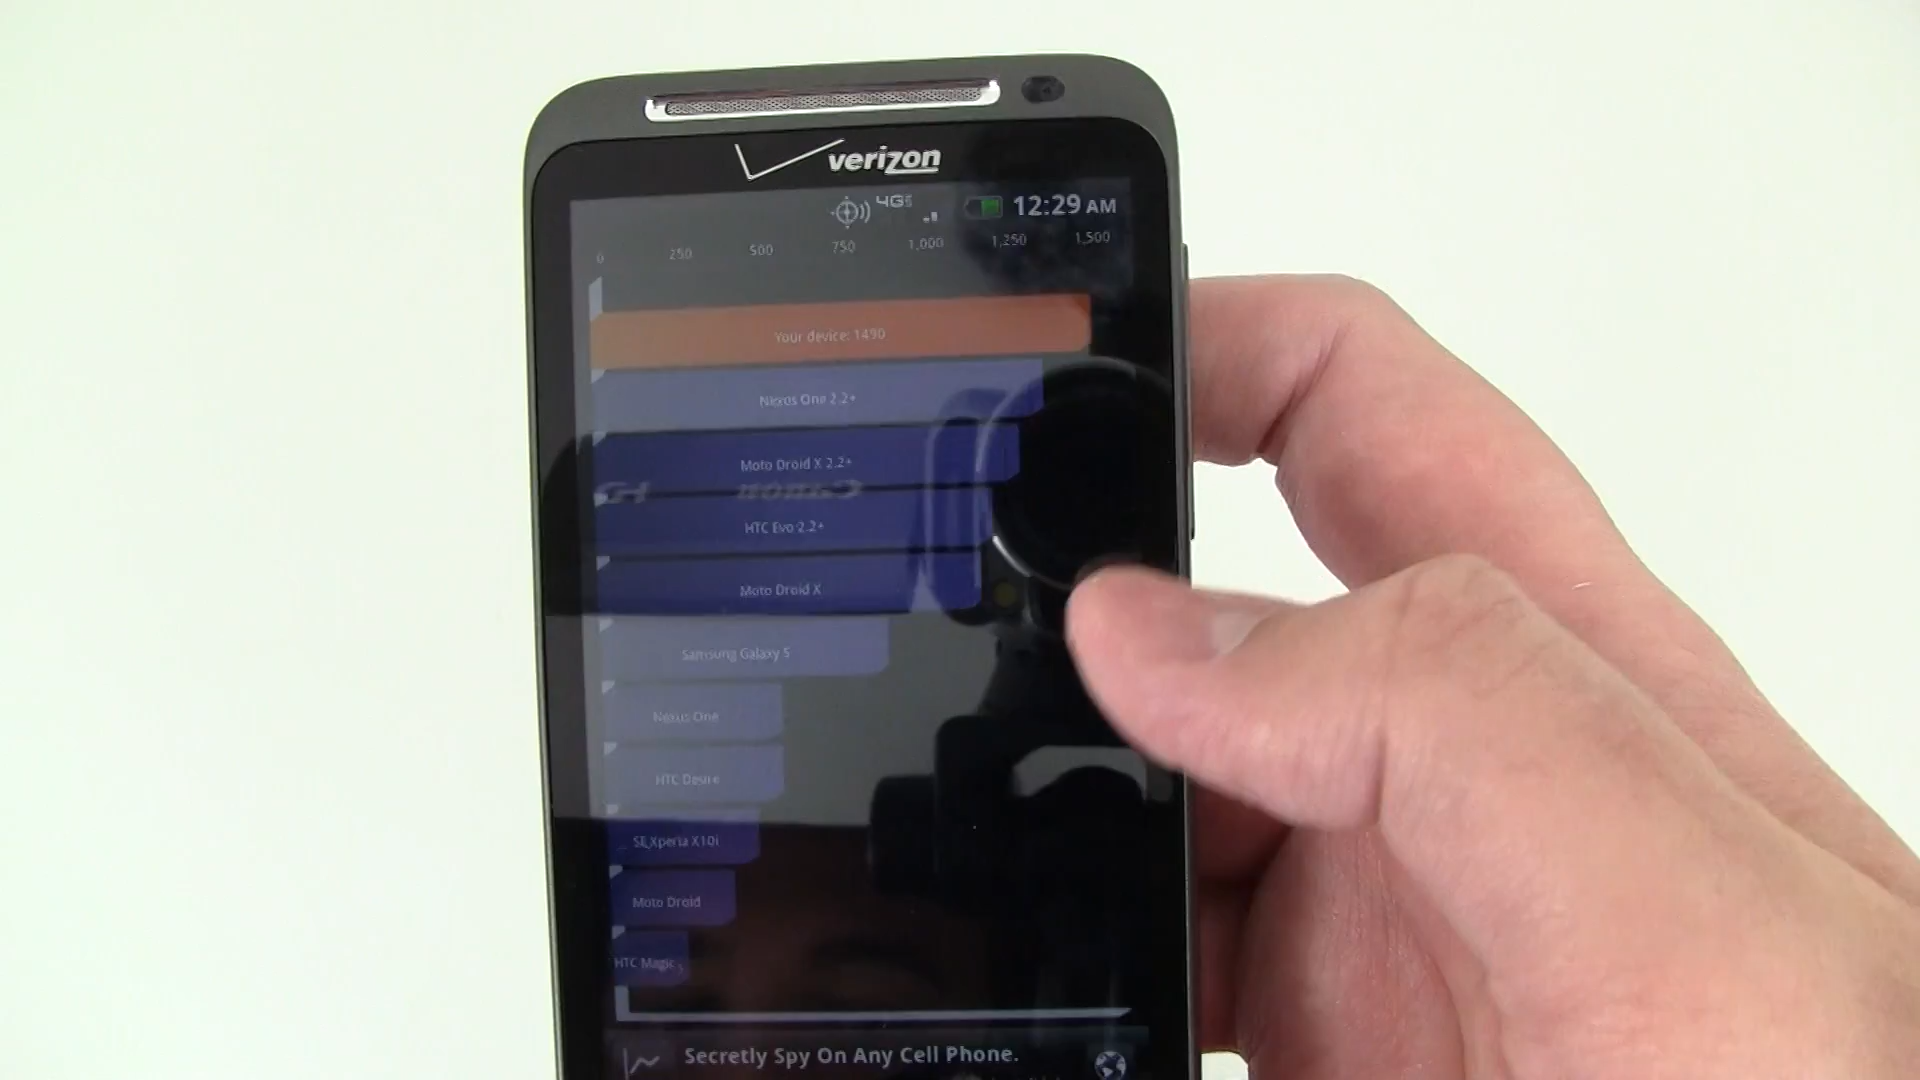 verizon
4G
12:29 AM
0 250 500 750 1,000 1,250 1,500
Your device: 1490
Nexus One 2.2+
Moto Droid X 2.2+
Canon
HTC Evo 2.2+
Moto Droid X
Samsung Galaxy S
Nexus One
HTC Desire
SE Xperia X10i
Moto Droid
HTC Magic
Secretly Spy On Any Cell Phone.